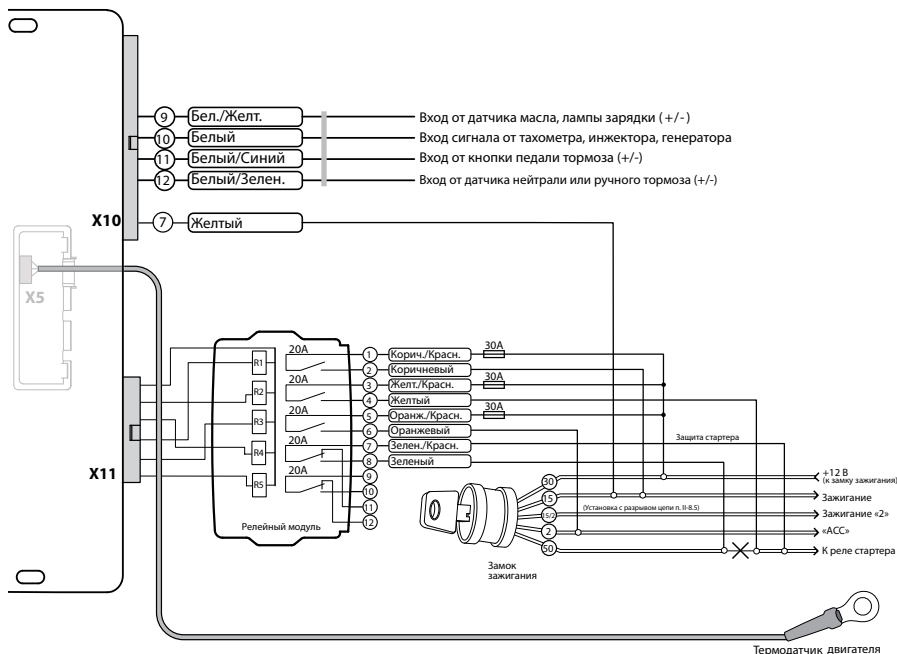 9 Бел./Желт. Вход от датчика масла, лампы зарядки (+/-)
10 Белый Вход сигнала от тахометра, инжектора, генератора
11 Белый/Синий Вход от кнопки педали тормоза (+/-)
12 Белый/Зелен. Вход от датчика нейтрали или ручного тормоза (+/-)
X10 7 Желтый
X5
20A 1 Корич./Красн. 30A
R1 2 Коричневый
20A 3 Желт./Красн. 30A
R2 4 Желтый
20A 5 Оранж./Красн. 30A
R3 6 Оранжевый
20A 7 Зелен./Красн. Защита стартера
R4 8 Зеленый
X11
20A 9
R5 10
11
12
Релейный модуль
30 +12 В
(к замку зажигания)
15 Зажигание
(Установка с разрывом цепи п. II-8.5)
15/2 Зажигание «2»
2 «АСС»
50 К реле стартера
Замок
зажигания
Термодатчик двигателя